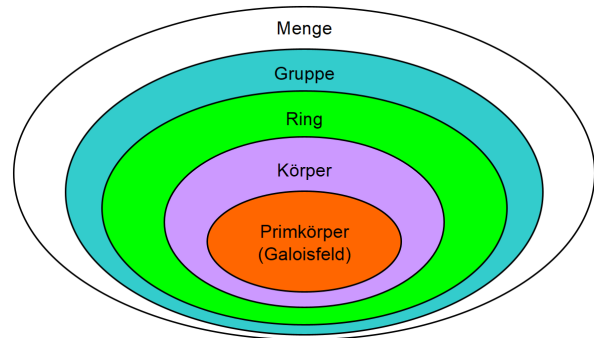 Menge
Gruppe
Ring
Körper
Primkörper
(Galoisfeld)